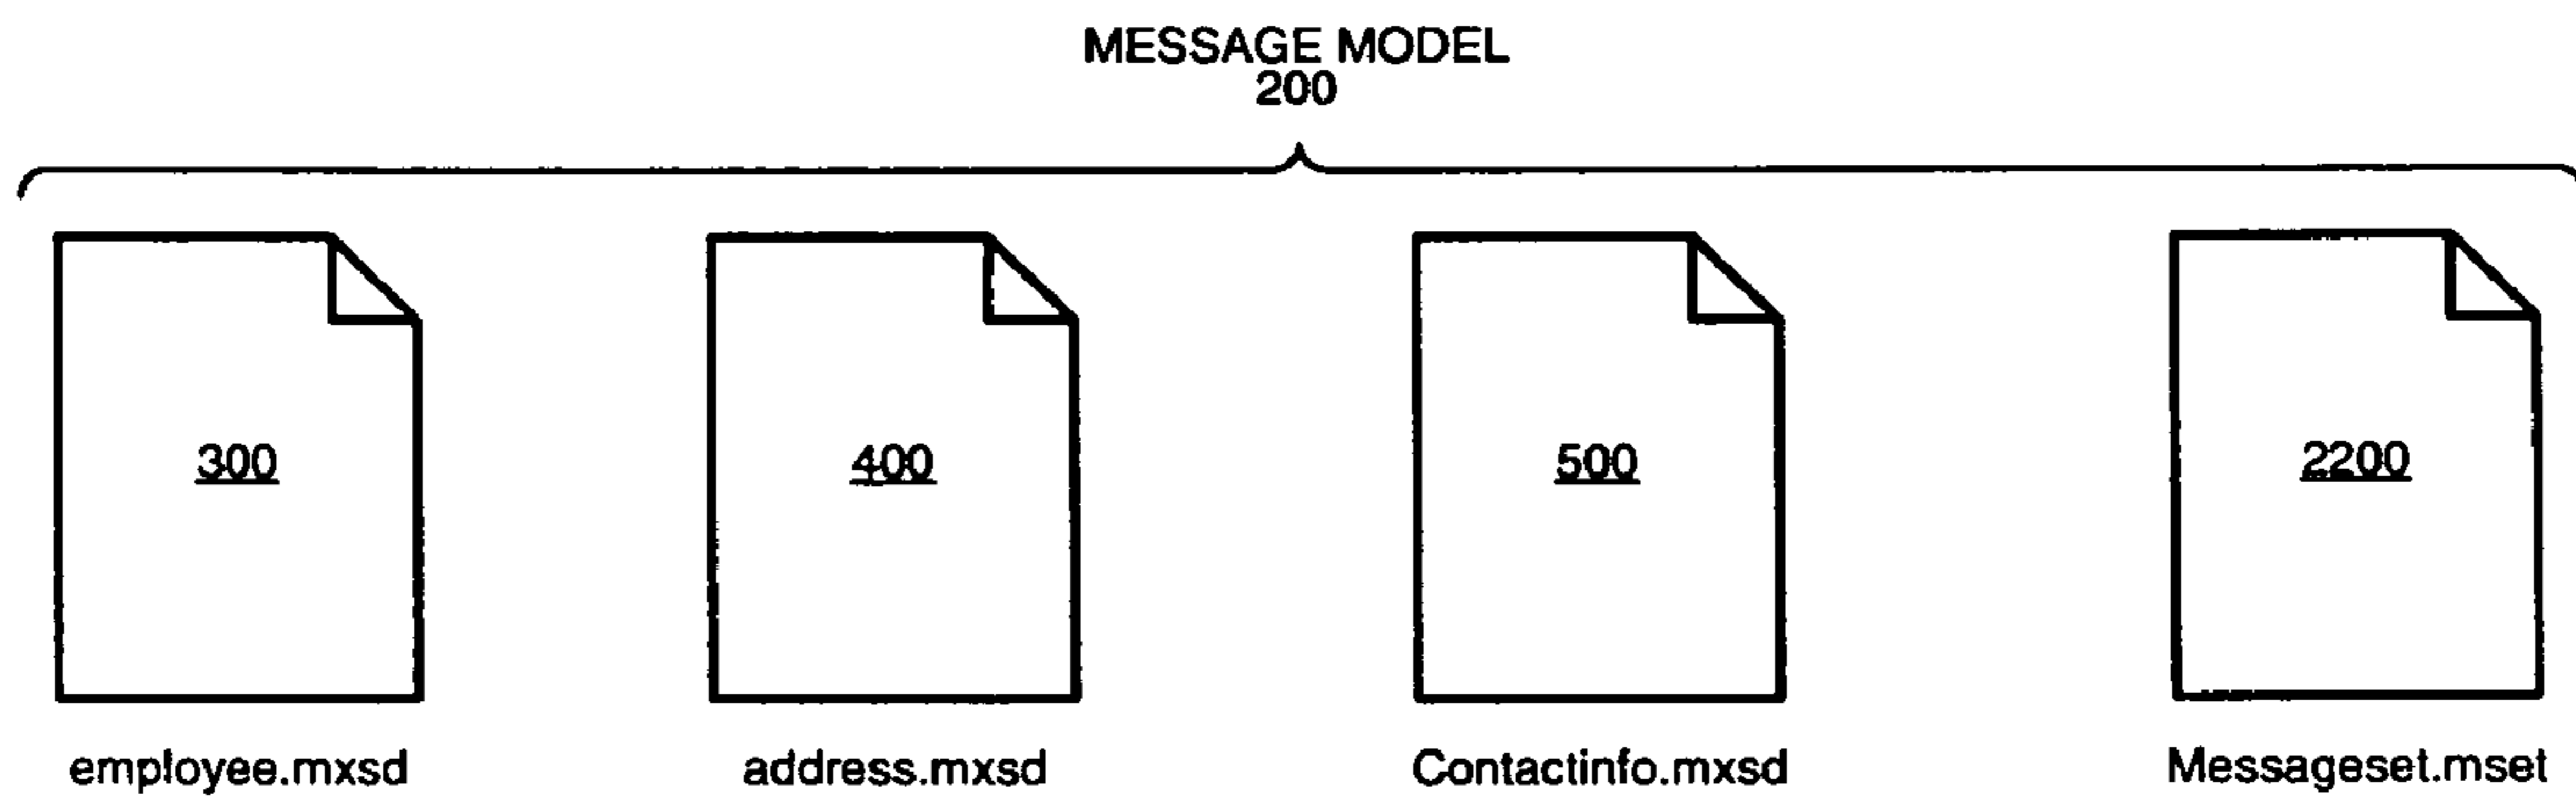 MESSAGE MODEL
200
300
400
500
2200
employee.mxsd
address.mxsd
Contactinfo.mxsd
Messageset.mset